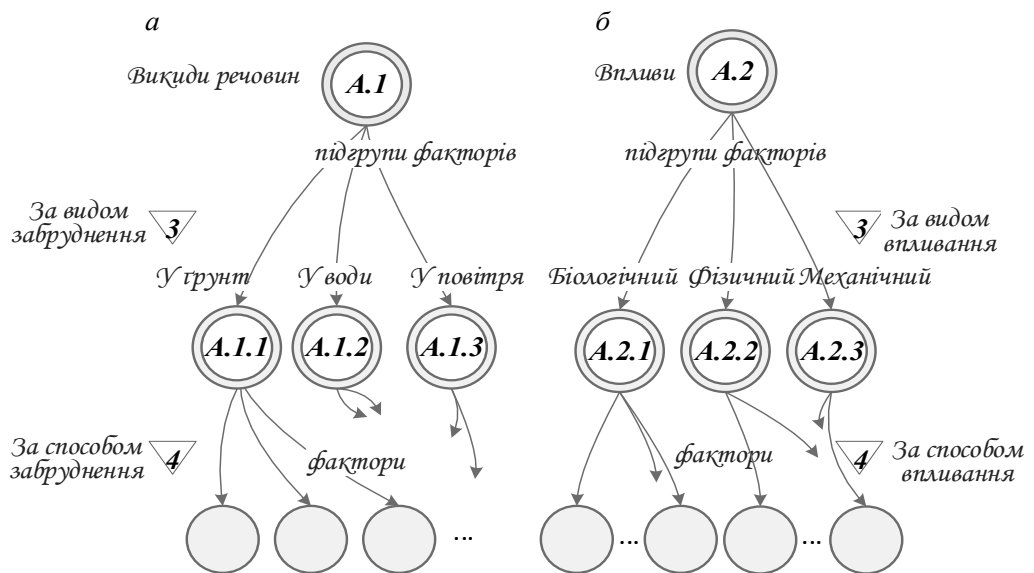 а
Викиди речовин
А.1
підгрупи факторів
За видом
забруднення
3
У ґрунт
У води
У повітря
А.1.1
А.1.2
А.1.3
За способом
забруднення
4
фактори
...
б
Впливи
А.2
підгрупи факторів
3
За видом
впливання
Біологічний
Фізичний
Механічний
А.2.1
А.2.2
А.2.3
фактори
4
За способом
впливання
...
...